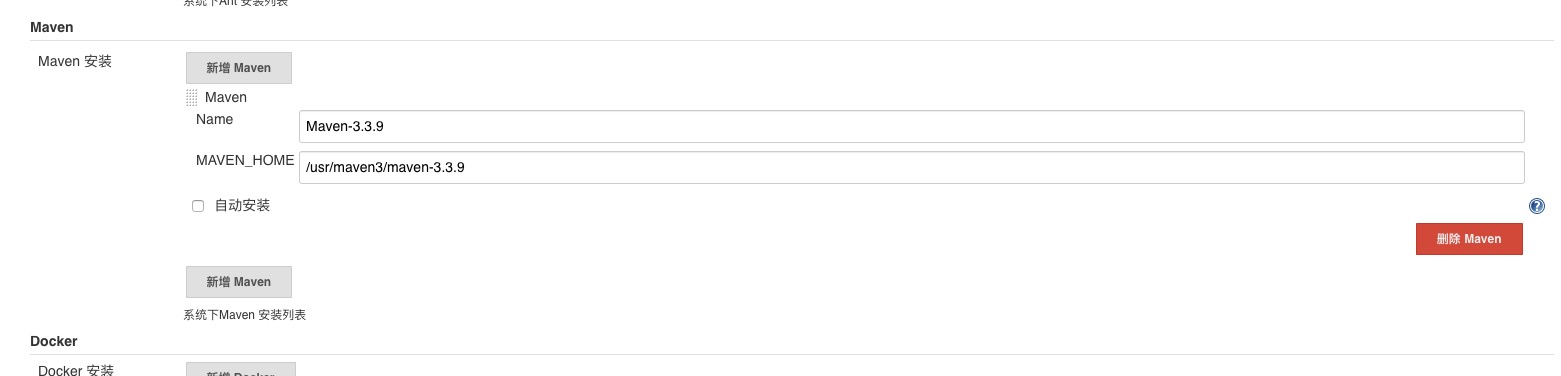 系统下Ant 安装列表
Maven
Maven 安装
新增 Maven
Maven
Name
Maven-3.3.9
MAVEN_HOME
/usr/maven3/maven-3.3.9
自动安装
?
删除 Maven
新增 Maven
系统下Maven 安装列表
Docker
Docker 安装
新增 Docker